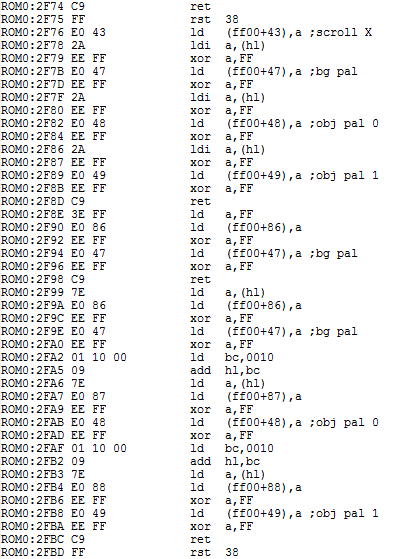 ROM0:2F74 C9 ret
ROM0:2F75 FF rst 38
ROM0:2F76 E0 43 ld (ff00+43),a ;scroll X
ROM0:2F78 2A ldi a,(hl)
ROM0:2F79 EE FF xor a,FF
ROM0:2F7B E0 47 ld (ff00+47),a ;bg pal
ROM0:2F7D EE FF xor a,FF
ROM0:2F7F 2A ldi a,(hl)
ROM0:2F80 EE FF xor a,FF
ROM0:2F82 E0 48 ld (ff00+48),a ;obj pal 0
ROM0:2F84 EE FF xor a,FF
ROM0:2F86 2A ldi a,(hl)
ROM0:2F87 EE FF xor a,FF
ROM0:2F89 E0 49 ld (ff00+49),a ;obj pal 1
ROM0:2F8B EE FF xor a,FF
ROM0:2F8D C9 ret
ROM0:2F8E 3E FF ld a,FF
ROM0:2F90 E0 86 ld (ff00+86),a
ROM0:2F92 EE FF xor a,FF
ROM0:2F94 E0 47 ld (ff00+47),a ;bg pal
ROM0:2F96 EE FF xor a,FF
ROM0:2F98 C9 ret
ROM0:2F99 7E ld a,(hl)
ROM0:2F9A E0 86 ld (ff00+86),a
ROM0:2F9C EE FF xor a,FF
ROM0:2F9E E0 47 ld (ff00+47),a ;bg pal
ROM0:2FA0 EE FF xor a,FF
ROM0:2FA2 01 10 00 ld bc,0010
ROM0:2FA5 09 add hl,bc
ROM0:2FA6 7E ld a,(hl)
ROM0:2FA7 E0 87 ld (ff00+87),a
ROM0:2FA9 EE FF xor a,FF
ROM0:2FAB E0 48 ld (ff00+48),a ;obj pal 0
ROM0:2FAD EE FF xor a,FF
ROM0:2FAF 01 10 00 ld bc,0010
ROM0:2FB2 09 add hl,bc
ROM0:2FB3 7E ld a,(hl)
ROM0:2FB4 E0 88 ld (ff00+88),a
ROM0:2FB6 EE FF xor a,FF
ROM0:2FB8 E0 49 ld (ff00+49),a ;obj pal 1
ROM0:2FBA EE FF xor a,FF
ROM0:2FBC C9 ret
ROM0:2FBD FF rst 38